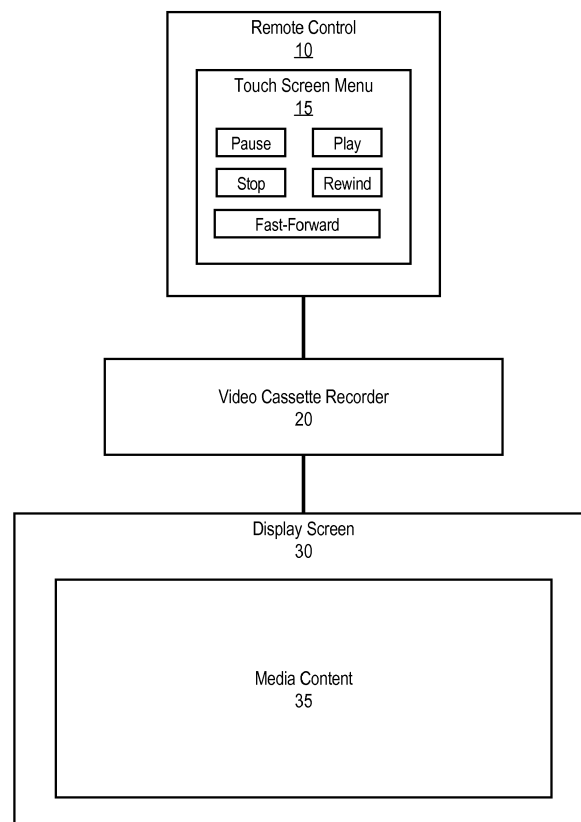 Remote Control
10
Touch Screen Menu
15
Pause
Play
Stop
Rewind
Fast-Forward
Video Cassette Recorder
20
Display Screen
30
Media Content
35